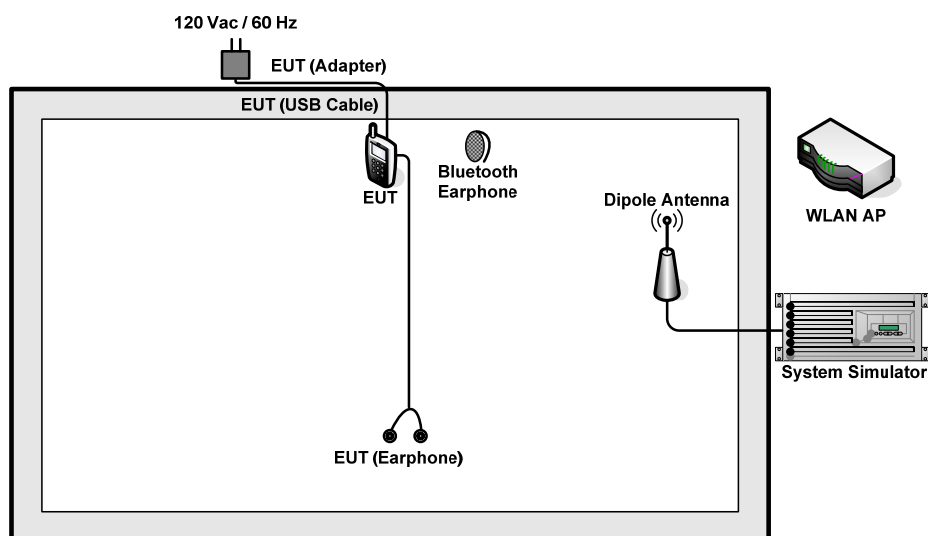 120 Vac / 60 Hz
EUT (Adapter)
EUT (USB Cable)
EUT
Bluetooth
Earphone
Dipole Antenna
WLAN AP
System Simulator
EUT (Earphone)